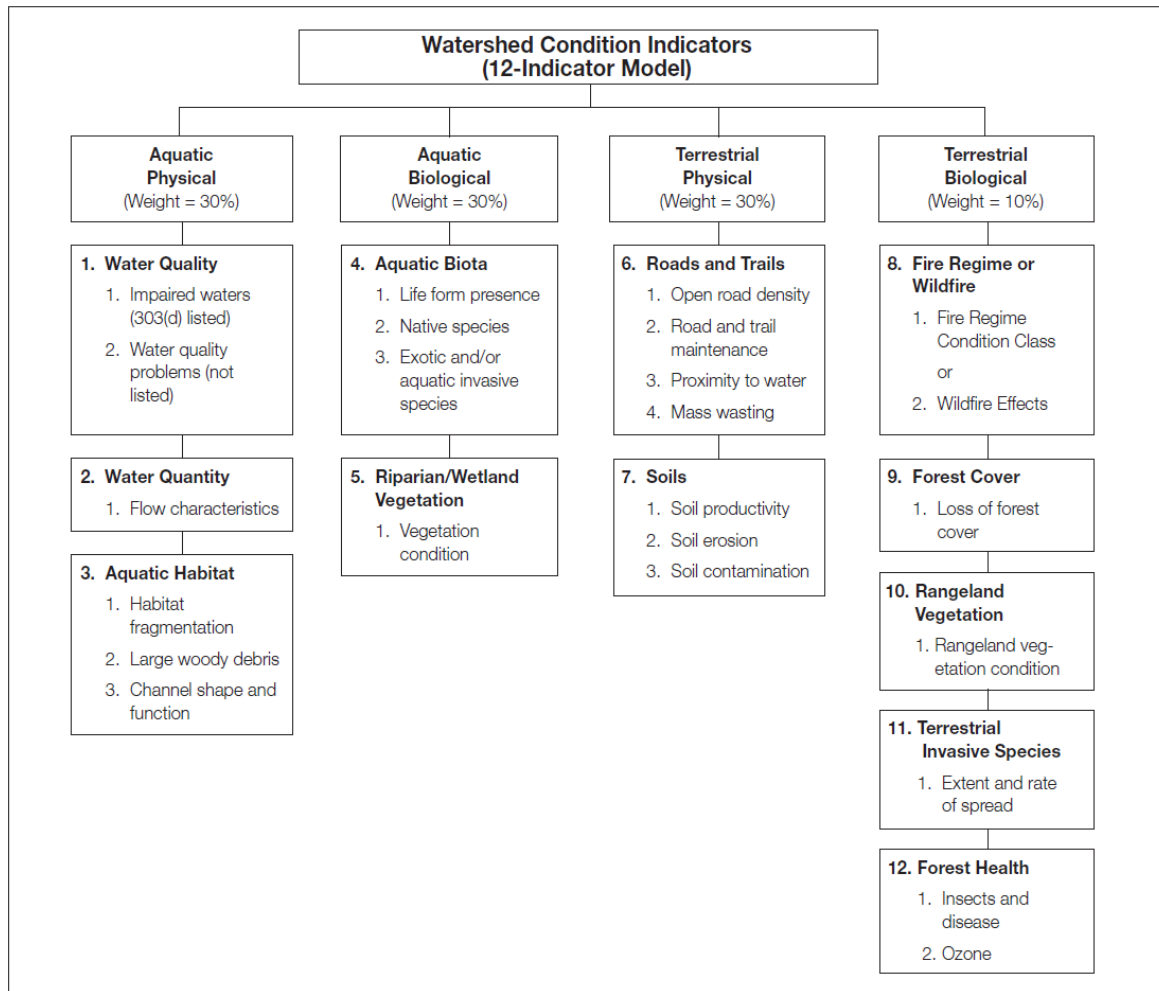 Watershed Condition Indicators
(12-Indicator Model)
Aquatic
Physical
(Weight = 30%)
1. Water Quality
1. Impaired waters
(303(d) listed)
2. Water quality
problems (not
listed)
2. Water Quantity
1. Flow characteristics
3. Aquatic Habitat
1. Habitat
fragmentation
2. Large woody debris
3. Channel shape and
function
Aquatic
Biological
(Weight = 30%)
4. Aquatic Biota
1. Life form presence
2. Native species
3. Exotic and/or
aquatic invasive
species
5. Riparian/Wetland
Vegetation
1. Vegetation
condition
Terrestrial
Physical
(Weight = 30%)
6. Roads and Trails
1. Open road density
2. Road and trail
maintenance
3. Proximity to water
4. Mass wasting
7. Soils
1. Soil productivity
2. Soil erosion
3. Soil contamination
Terrestrial
Biological
(Weight = 10%)
8. Fire Regime or
Wildfire
1. Fire Regime
Condition Class
or
2. Wildfire Effects
9. Forest Cover
1. Loss of forest
cover
10. Rangeland
Vegetation
1. Rangeland veg-
etation condition
11. Terrestrial
Invasive Species
1. Extent and rate
of spread
12. Forest Health
1. Insects and
disease
2. Ozone